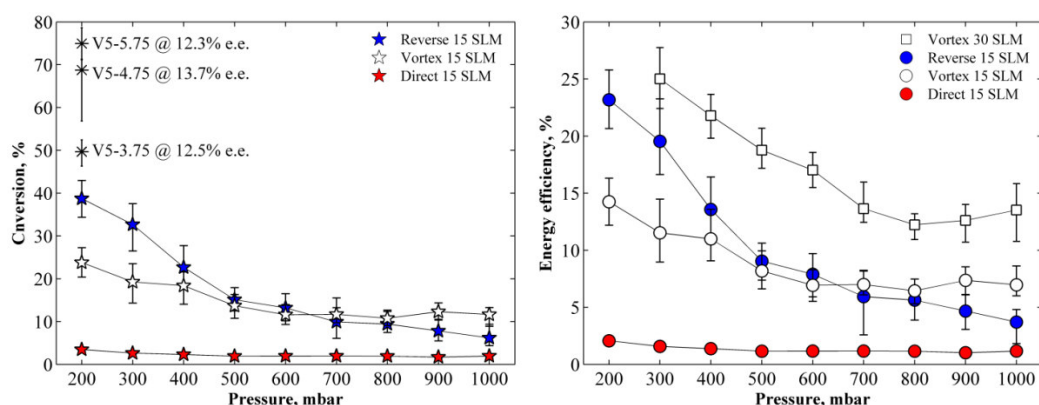 80
70
60
50
40
30
20
10
0
Cnversion, %
V5-5.75 @ 12.3% e.e.
V5-4.75 @ 13.7% e.e.
V5-3.75 @ 12.5% e.e.
Reverse 15 SLM
Vortex 15 SLM
Direct 15 SLM
200 300 400 500 600 700 800 900 1000
Pressure, mbar
30
25
20
15
10
5
0
Energy efficiency, %
Vortex 30 SLM
Reverse 15 SLM
Vortex 15 SLM
Direct 15 SLM
200 300 400 500 600 700 800 900 1000
Pressure, mbar